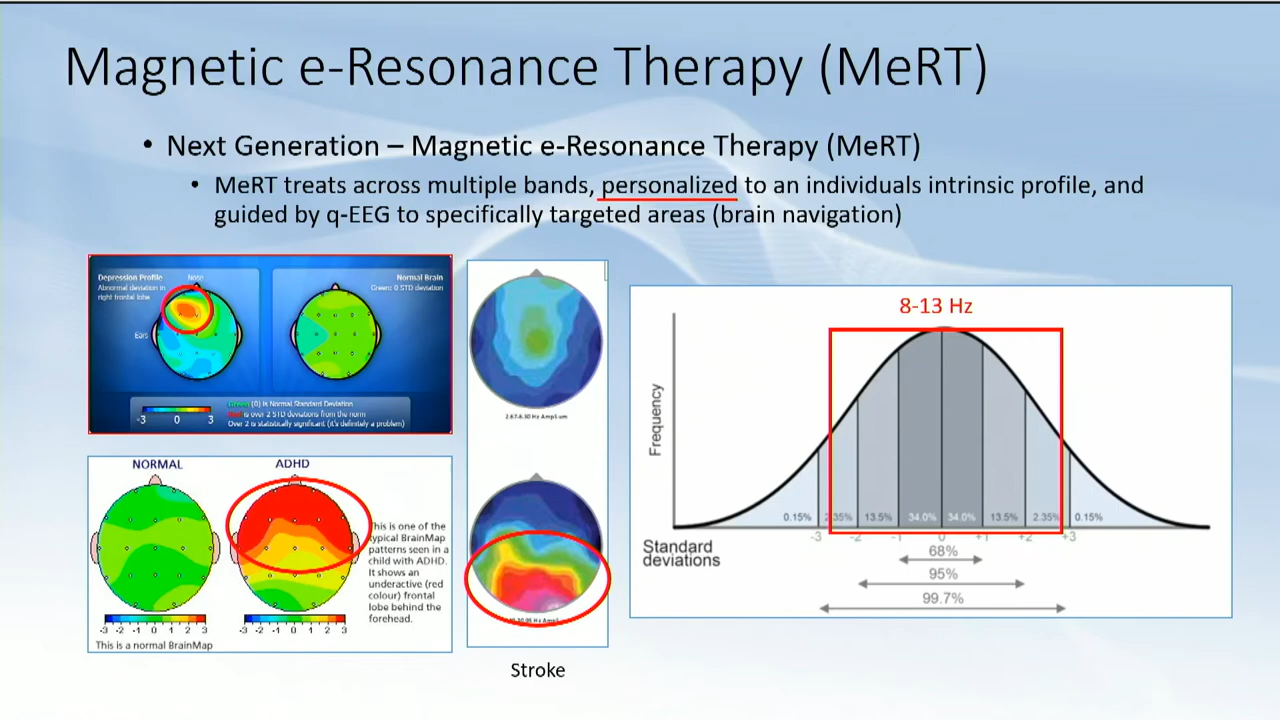 Magnetic e-Resonance Therapy (MeRT)
• Next Generation – Magnetic e-Resonance Therapy (MeRT)
• MeRT treats across multiple bands, personalized to an individuals intrinsic profile, and
guided by q-EEG to specifically targeted areas (brain navigation)
Depression Profile
Abnormal deviation in
right frontal lobe
Nose
Ears
Normal Brain
Green: 0 STD deviation
-3 0 3
Green (0) is Normal Standard Deviation
Red is over 2 STD deviations from the norm
Over 2 is statistically significant (it's definitely a problem)
NORMAL
ADHD
-3 -2 -1 0 1 2 3
-3 -2 -1 0 1 2 3
This is a normal BrainMap
This is one of the
typical BrainMap
patterns seen in a
child with ADHD.
It shows an
underactive (red
colour) frontal
lobe behind the
forehead.
Hz
Hz
Stroke
8-13 Hz
Frequency
0.15% 2.35% 13.5% 34.0% 34.0% 13.5% 2.35% 0.15%
Standard
deviations
-3 -2 -1 0 +1 +2 +3
68%
95%
99.7%